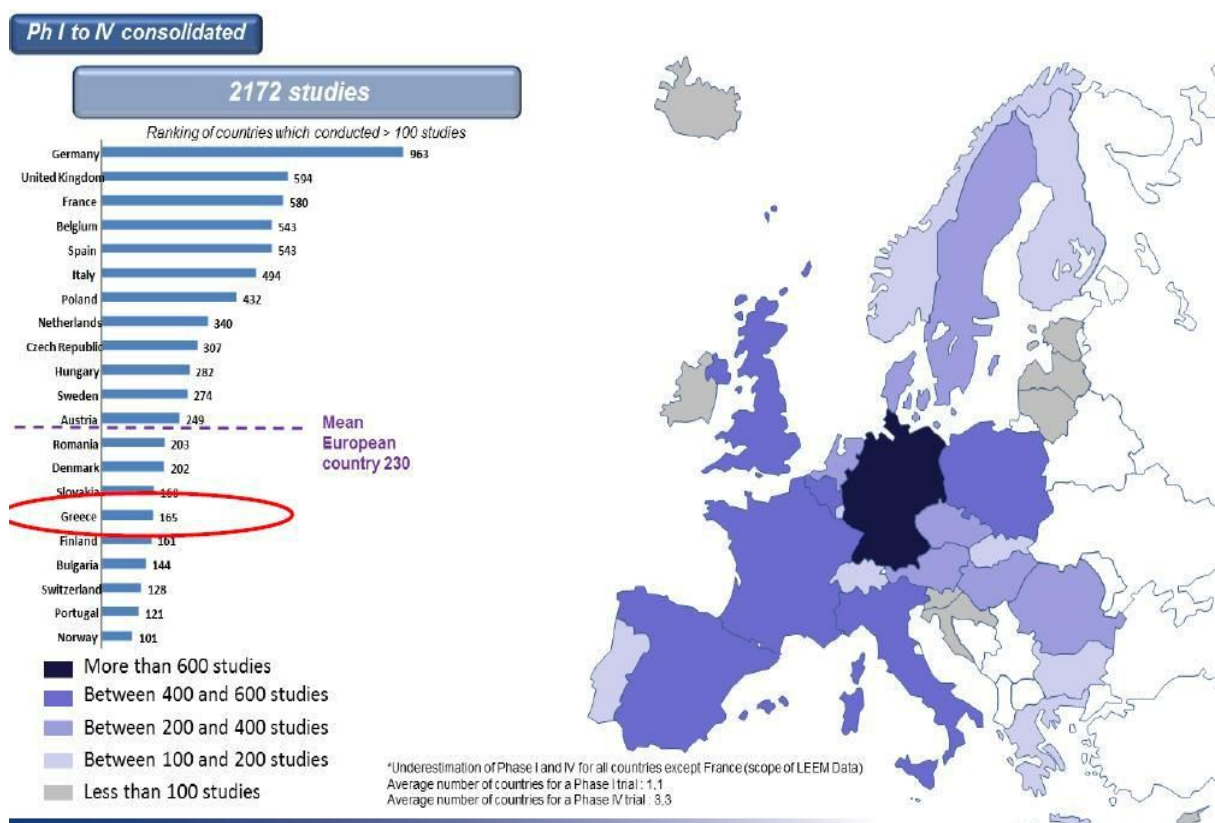 Ph I to IV consolidated
2172 studies
Ranking of countries which conducted > 100 studies
Germany 963
United Kingdom 594
France 580
Belgium 543
Spain 543
Italy 494
Poland 432
Netherlands 340
Czech Republic 307
Hungary 282
Sweden 274
Austria 249
Mean
European
country 230
Romania 203
Denmark 202
Slovakia
Greece 165
Finland 161
Bulgaria 144
Switzerland 128
Portugal 121
Norway 101
More than 600 studies
Between 400 and 600 studies
Between 200 and 400 studies
Between 100 and 200 studies
Less than 100 studies
*Underestimation of Phase I and IV for all countries except France (scope of LEEM Data)
Average number of countries for a Phase I trial : 1,1
Average number of countries for a Phase IV trial : 3,3